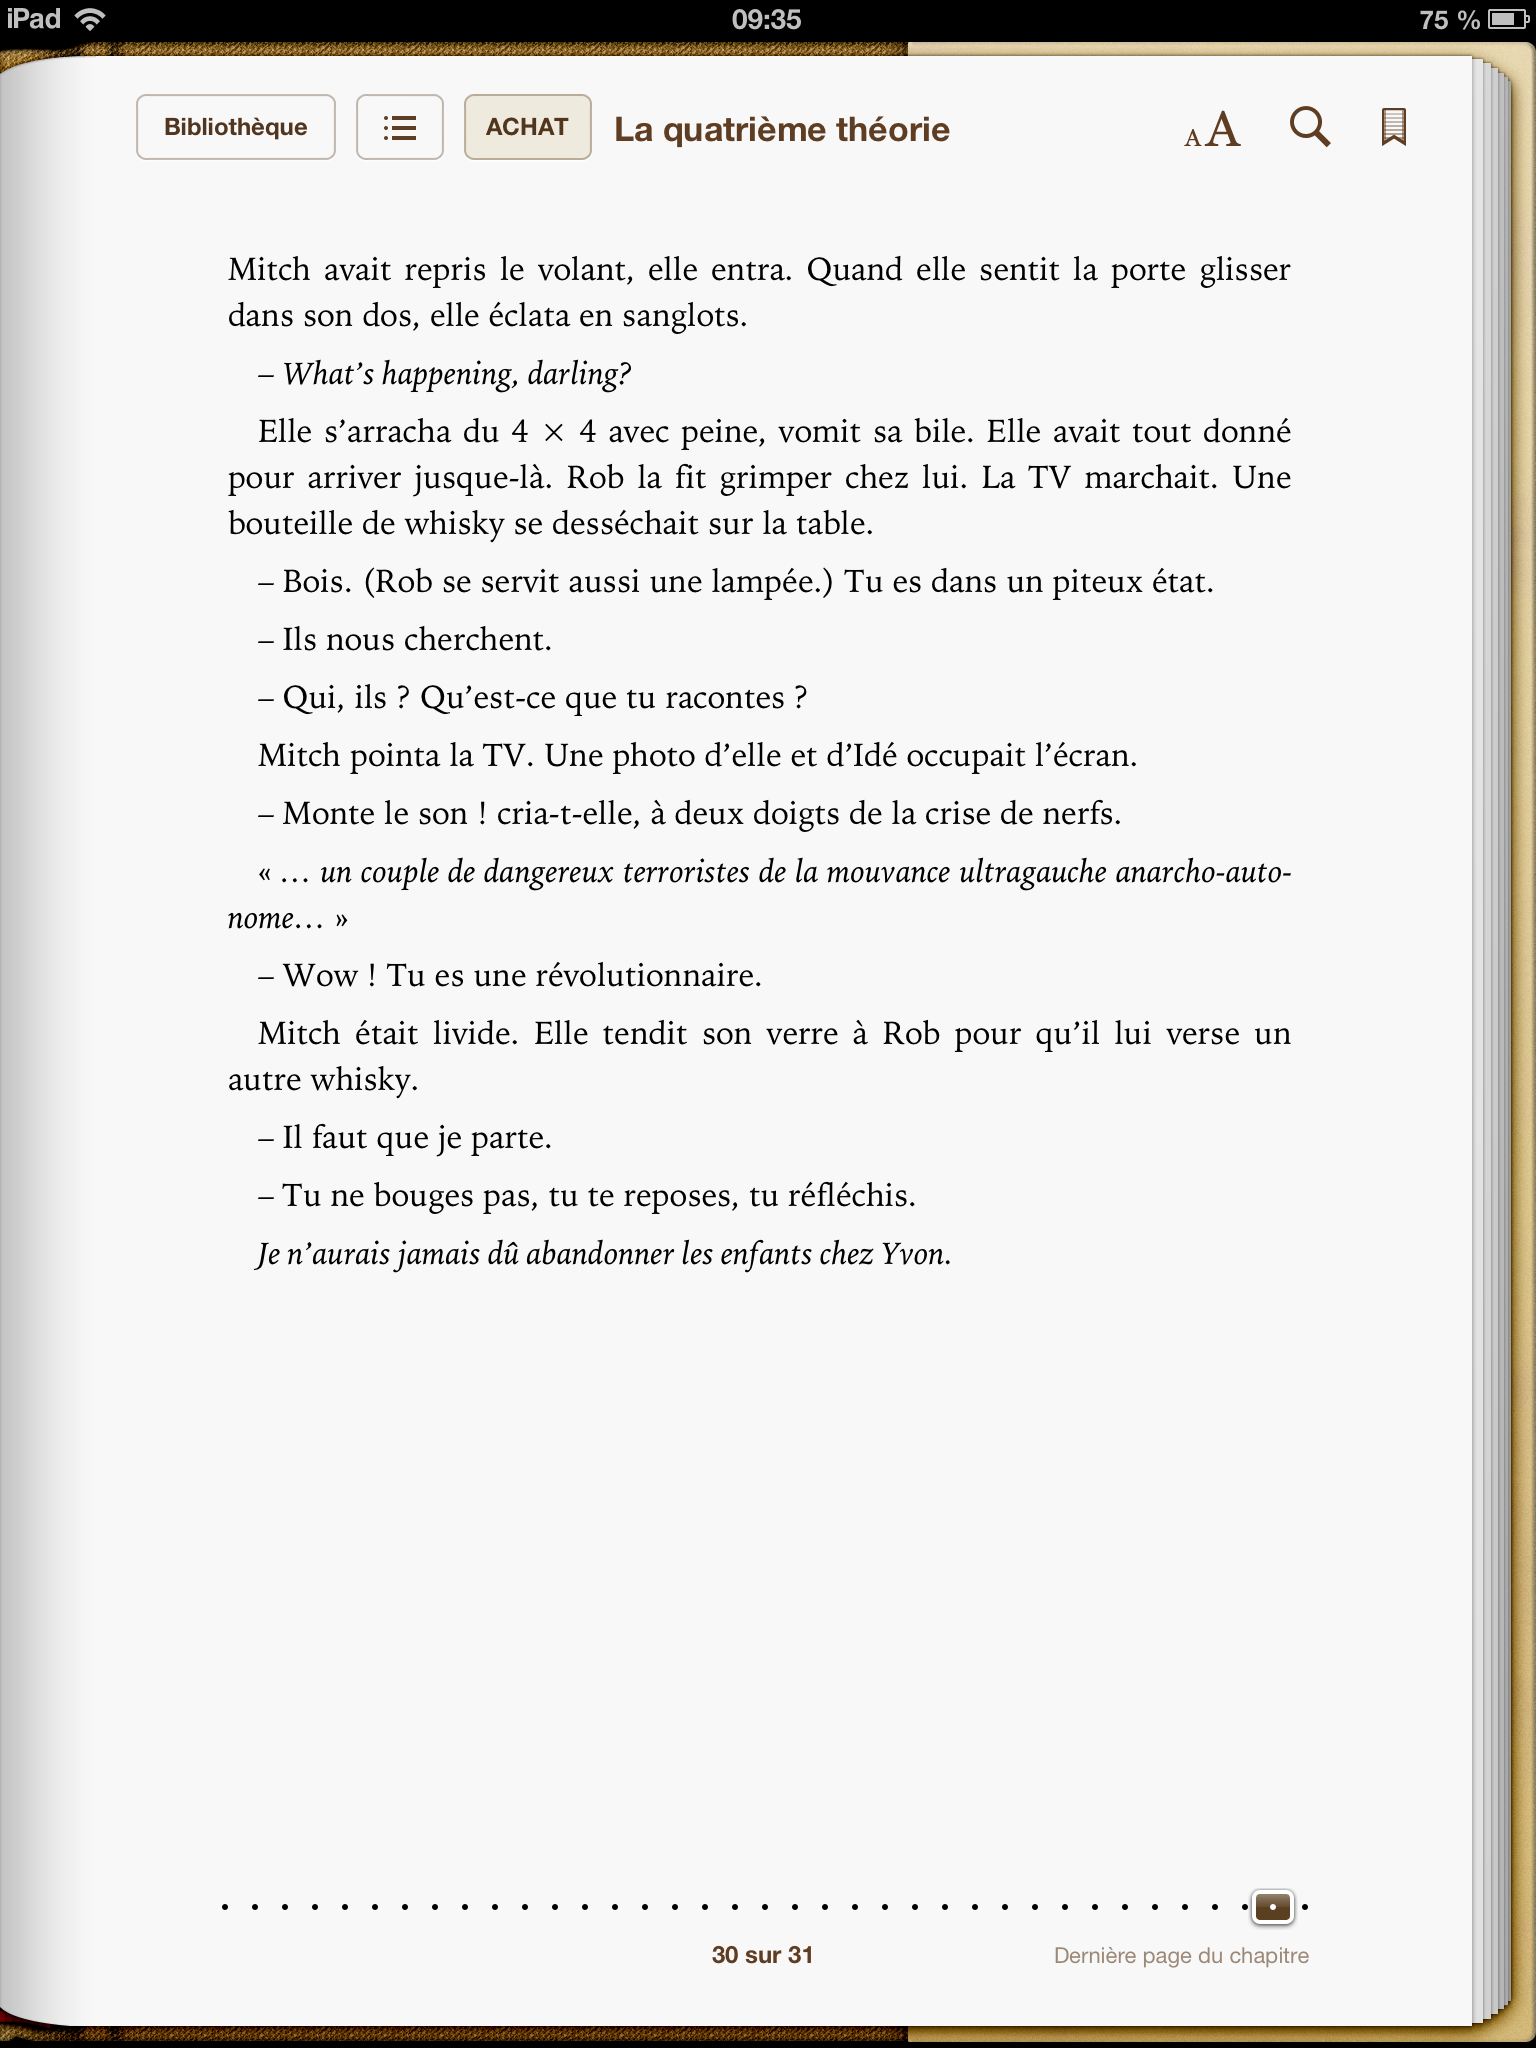 iPad
09:35
75 %
Bibliothèque
ACHAT
La quatrième théorie
AA
Mitch avait repris le volant, elle entra. Quand elle sentit la porte glisser
dans son dos, elle éclata en sanglots.
– What’s happening, darling?
Elle s’arracha du 4 × 4 avec peine, vomit sa bile. Elle avait tout donné
pour arriver jusque-là. Rob la fit grimper chez lui. La TV marchait. Une
bouteille de whisky se desséchait sur la table.
– Bois. (Rob se servit aussi une lampée.) Tu es dans un piteux état.
– Ils nous cherchent.
– Qui, ils ? Qu’est-ce que tu racontes ?
Mitch pointa la TV. Une photo d’elle et d’Idé occupait l’écran.
– Monte le son ! cria-t-elle, à deux doigts de la crise de nerfs.
« … un couple de dangereux terroristes de la mouvance ultragauche anarcho-auto-
nome… »
– Wow ! Tu es une révolutionnaire.
Mitch était livide. Elle tendit son verre à Rob pour qu’il lui verse un
autre whisky.
– Il faut que je parte.
– Tu ne bouges pas, tu te reposes, tu réfléchis.
Je n’aurais jamais dû abandonner les enfants chez Yvon.
30 sur 31
Dernière page du chapitre